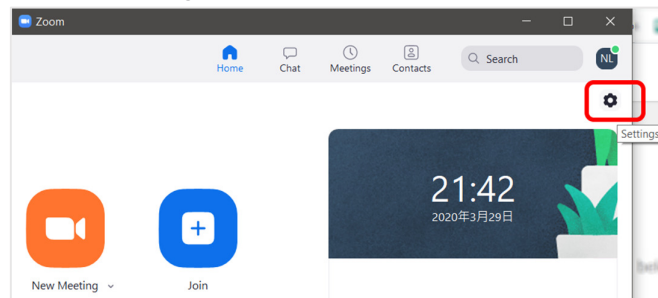 Zoom
Home
Chat
Meetings
Contacts
Search
NL
Settings
21:42
2020年3月29日
New Meeting
Join